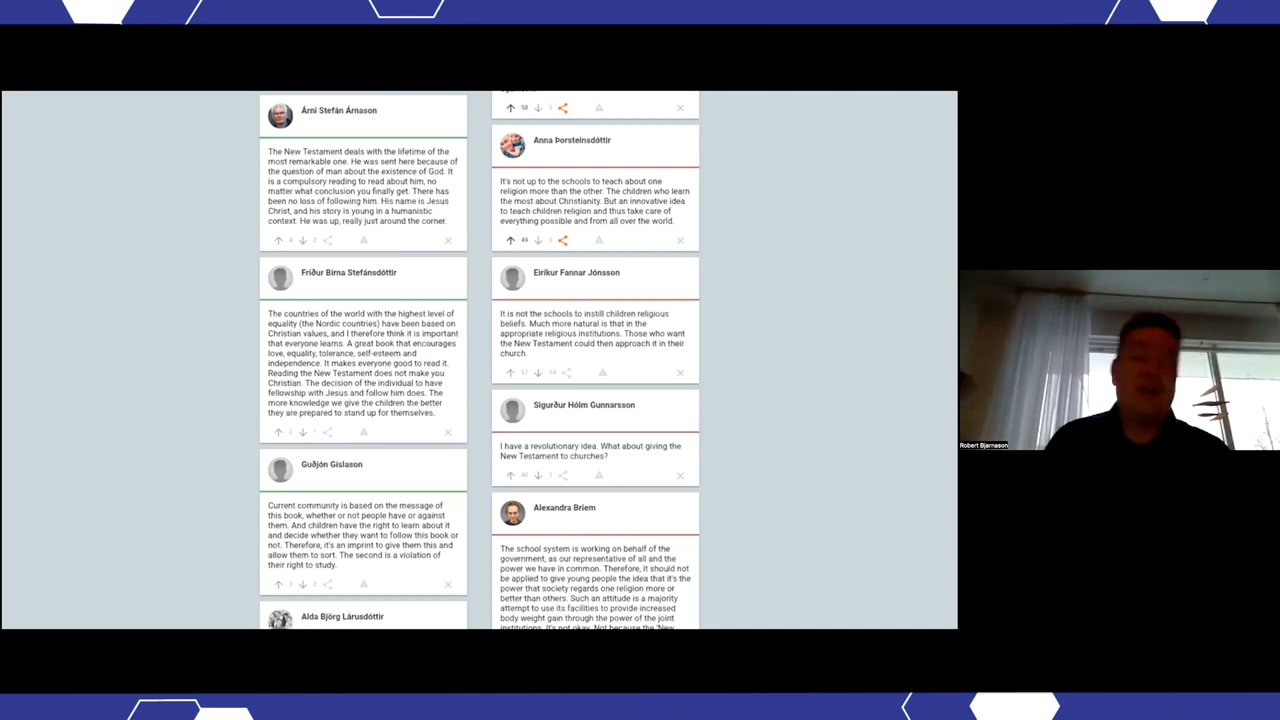 Árni Stefán Árnason
The New Testament deals with the lifetime of the
most remarkable one. He was sent here because of
the question of man about the existence of God. It
is a compulsory reading to read about him, no
matter what conclusion you finally get. There has
been no loss of following him. His name is Jesus
Christ, and his story is young in a humanistic
context. He was up, really just around the corner.
4 2
Fríður Birna Stefánsdóttir
The countries of the world with the highest level of
equality (the Nordic countries) have been based on
Christian values, and I therefore think it is important
that everyone learns. A great book that encourages
love, equality, tolerance, self-esteem and
independence. It makes everyone good to read it.
Reading the New Testament does not make you
Christian. The decision of the individual to have
fellowship with Jesus and follow him does. The
more knowledge we give the children the better
they are prepared to stand up for themselves.
2 1
Guðjón Gíslason
Current community is based on the message of
this book, whether or not people have or against
them. And children have the right to learn about it
and decide whether they want to follow this book or
not. Therefore, it's an imprint to give them this and
allow them to sort. The second is a violation of
their right to study.
3 2
Alda Björg Lárusdóttir
58 3
Anna Þorsteinsdóttir
It's not up to the schools to teach about one
religion more than the other. The children who learn
the most about Christianity. But an innovative idea
to teach children religion and thus take care of
everything possible and from all over the world.
49
Eiríkur Fannar Jónsson
It is not the schools to instill children religious
beliefs. Much more natural is that in the
appropriate religious institutions. Those who want
the New Testament could then approach it in their
church.
57 14
Sigurður Hólm Gunnarsson
I have a revolutionary idea. What about giving the
New Testament to churches?
40 1
Alexandra Briem
The school system is working on behalf of the
government, as our representative of all and the
power we have in common. Therefore, it should not
be applied to give young people the idea that it's the
power that society regards one religion more or
better than others. Such an attitude is a majority
attempt to use its facilities to provide increased
body weight gain through the power of the joint
institutions. It's not okay. Not because the 'New
Robert Bjarnason